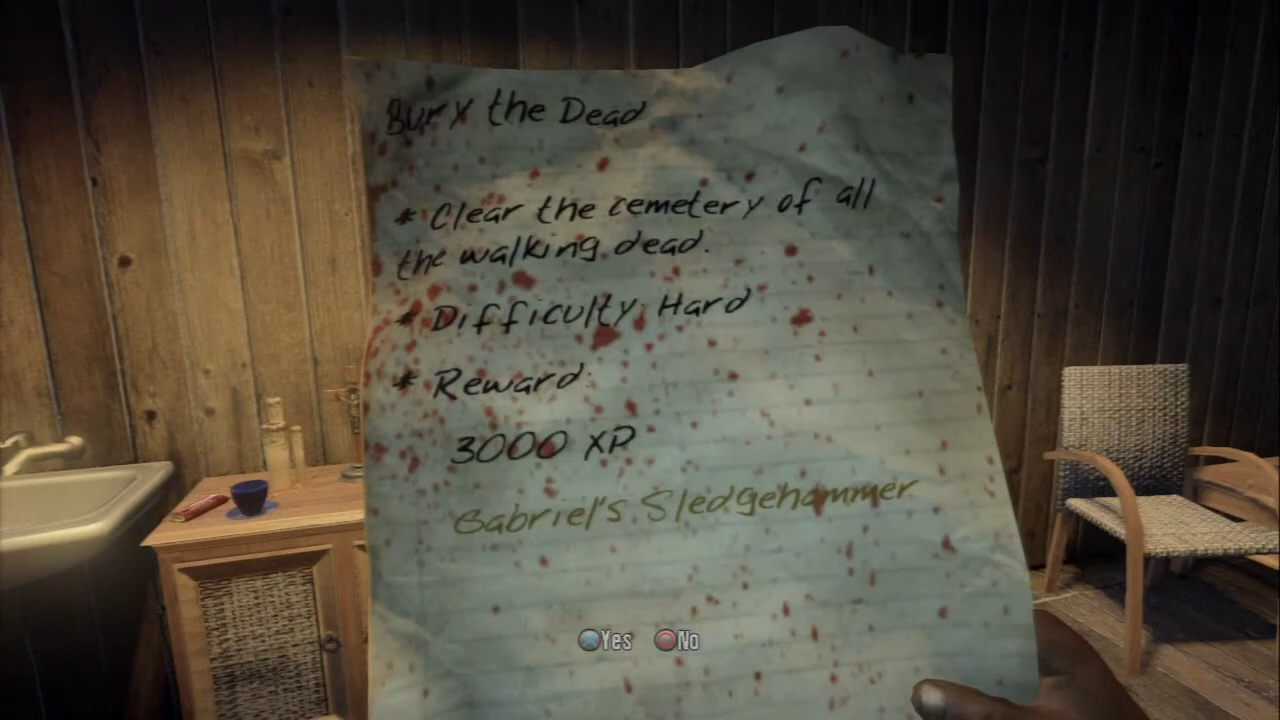 Bury the Dead
* Clear the cemetery of all
the walking dead.
* Difficulty: Hard
* Reward:
3000 XP
Gabriel's Sledgehammer
Yes No